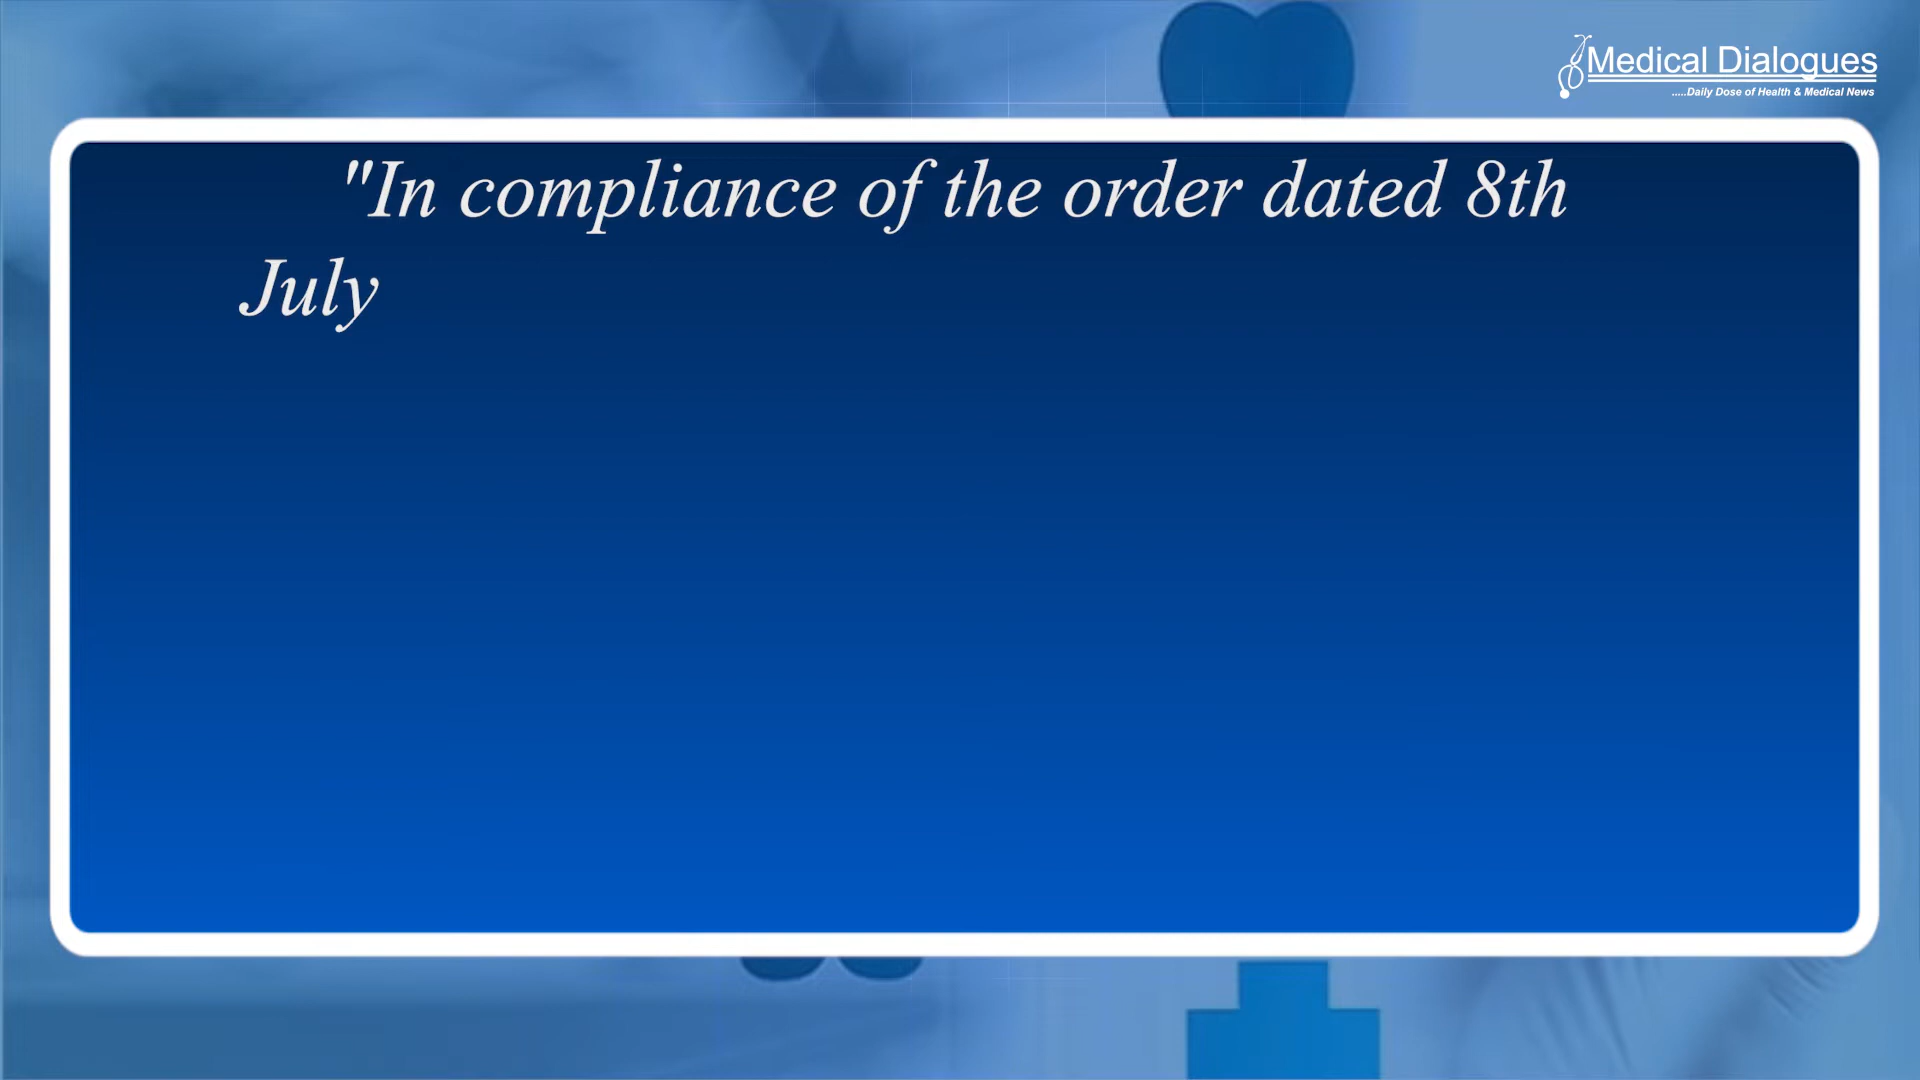 Medical Dialogues
.....Daily Dose of Health & Medical News
"In compliance of the order dated 8th
July